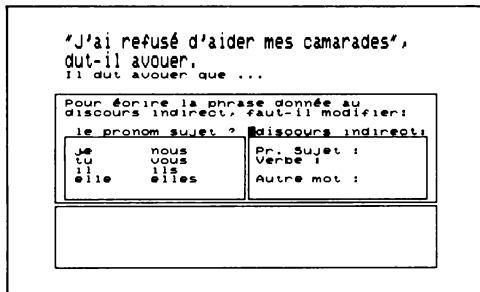 "J'ai refusé d'aider mes camarades",
dut-il avouer.
Il dut avouer que ...
Pour écrire la phrase donnée au
discours indirect, faut-il modifier:
le pronom sujet ? discours indirect:
je nous
tu vous
il ils
elle elles
Pr. Sujet :
Verbe :
Autre mot :